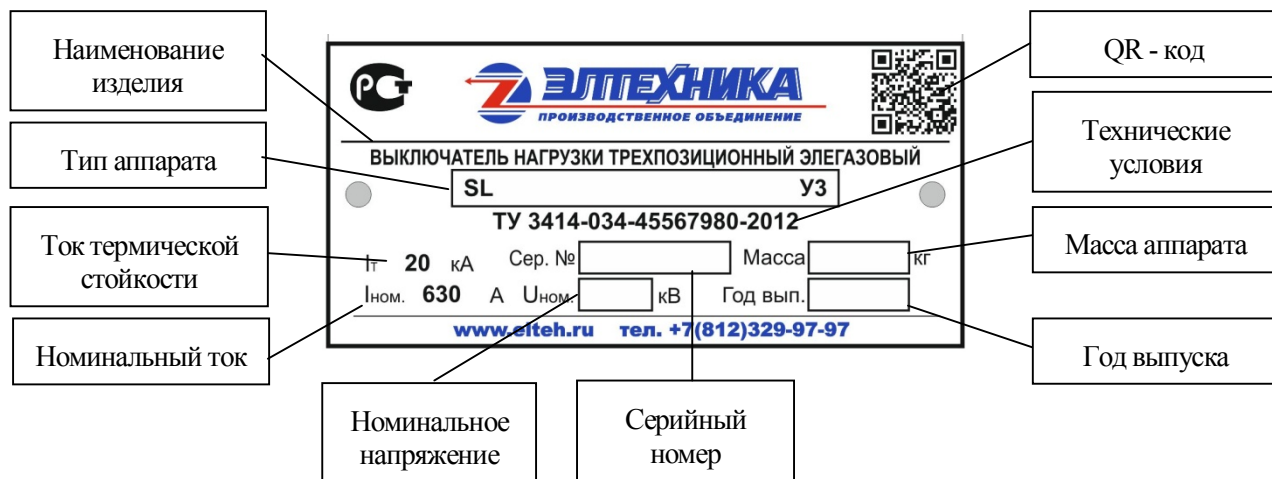 Наименование
изделия
QR - код
РСТ
ЭЛТЕХНИКА
ПРОИЗВОДСТВЕННОЕ ОБЪЕДИНЕНИЕ
Тип аппарата
ВЫКЛЮЧАТЕЛЬ НАГРУЗКИ ТРЕХПОЗИЦИОННЫЙ ЭЛЕГАЗОВЫЙ
Технические
условия
SL У3
ТУ 3414-034-45567980-2012
Ток термической
стойкости
Iт 20 кА Сер. № Масса кг
Масса аппарата
Iном. 630 А Uном. кВ Год вып.
Номинальный ток
www.elteh.ru тел. +7(812)329-97-97
Год выпуска
Номинальное
напряжение
Серийный
номер